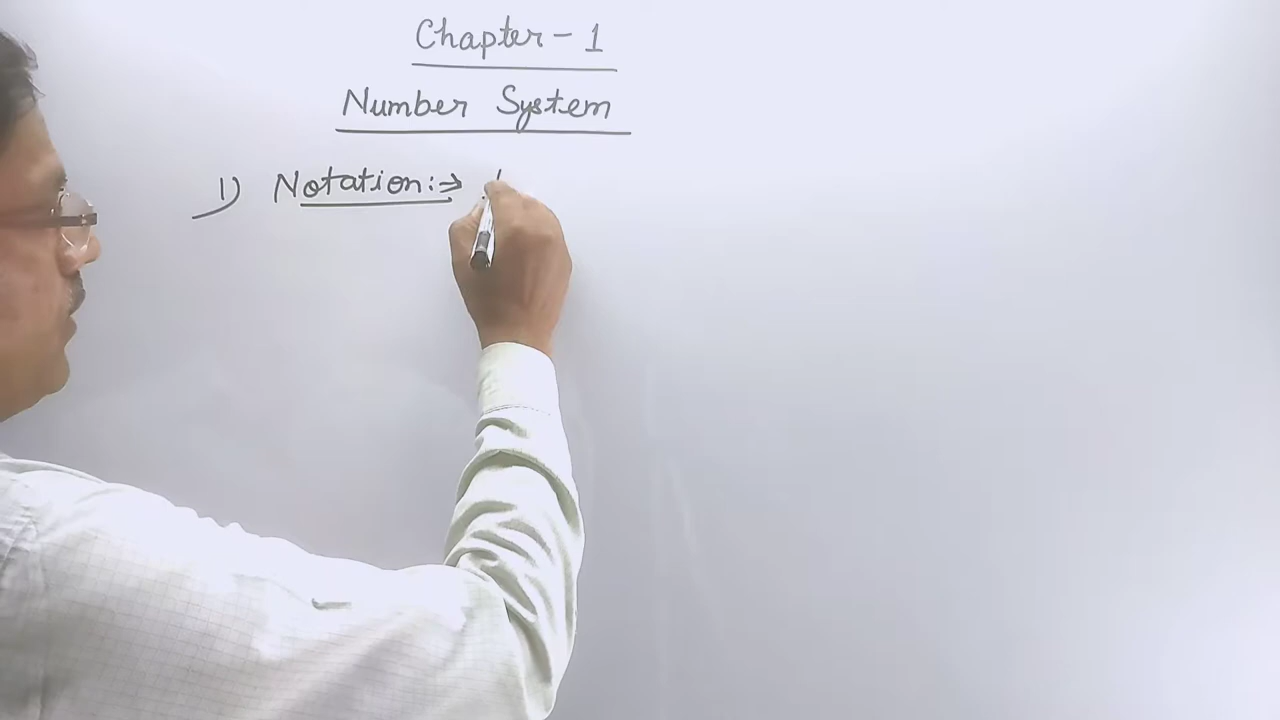 Chapter - 1
Number System
1) Notation :⇒